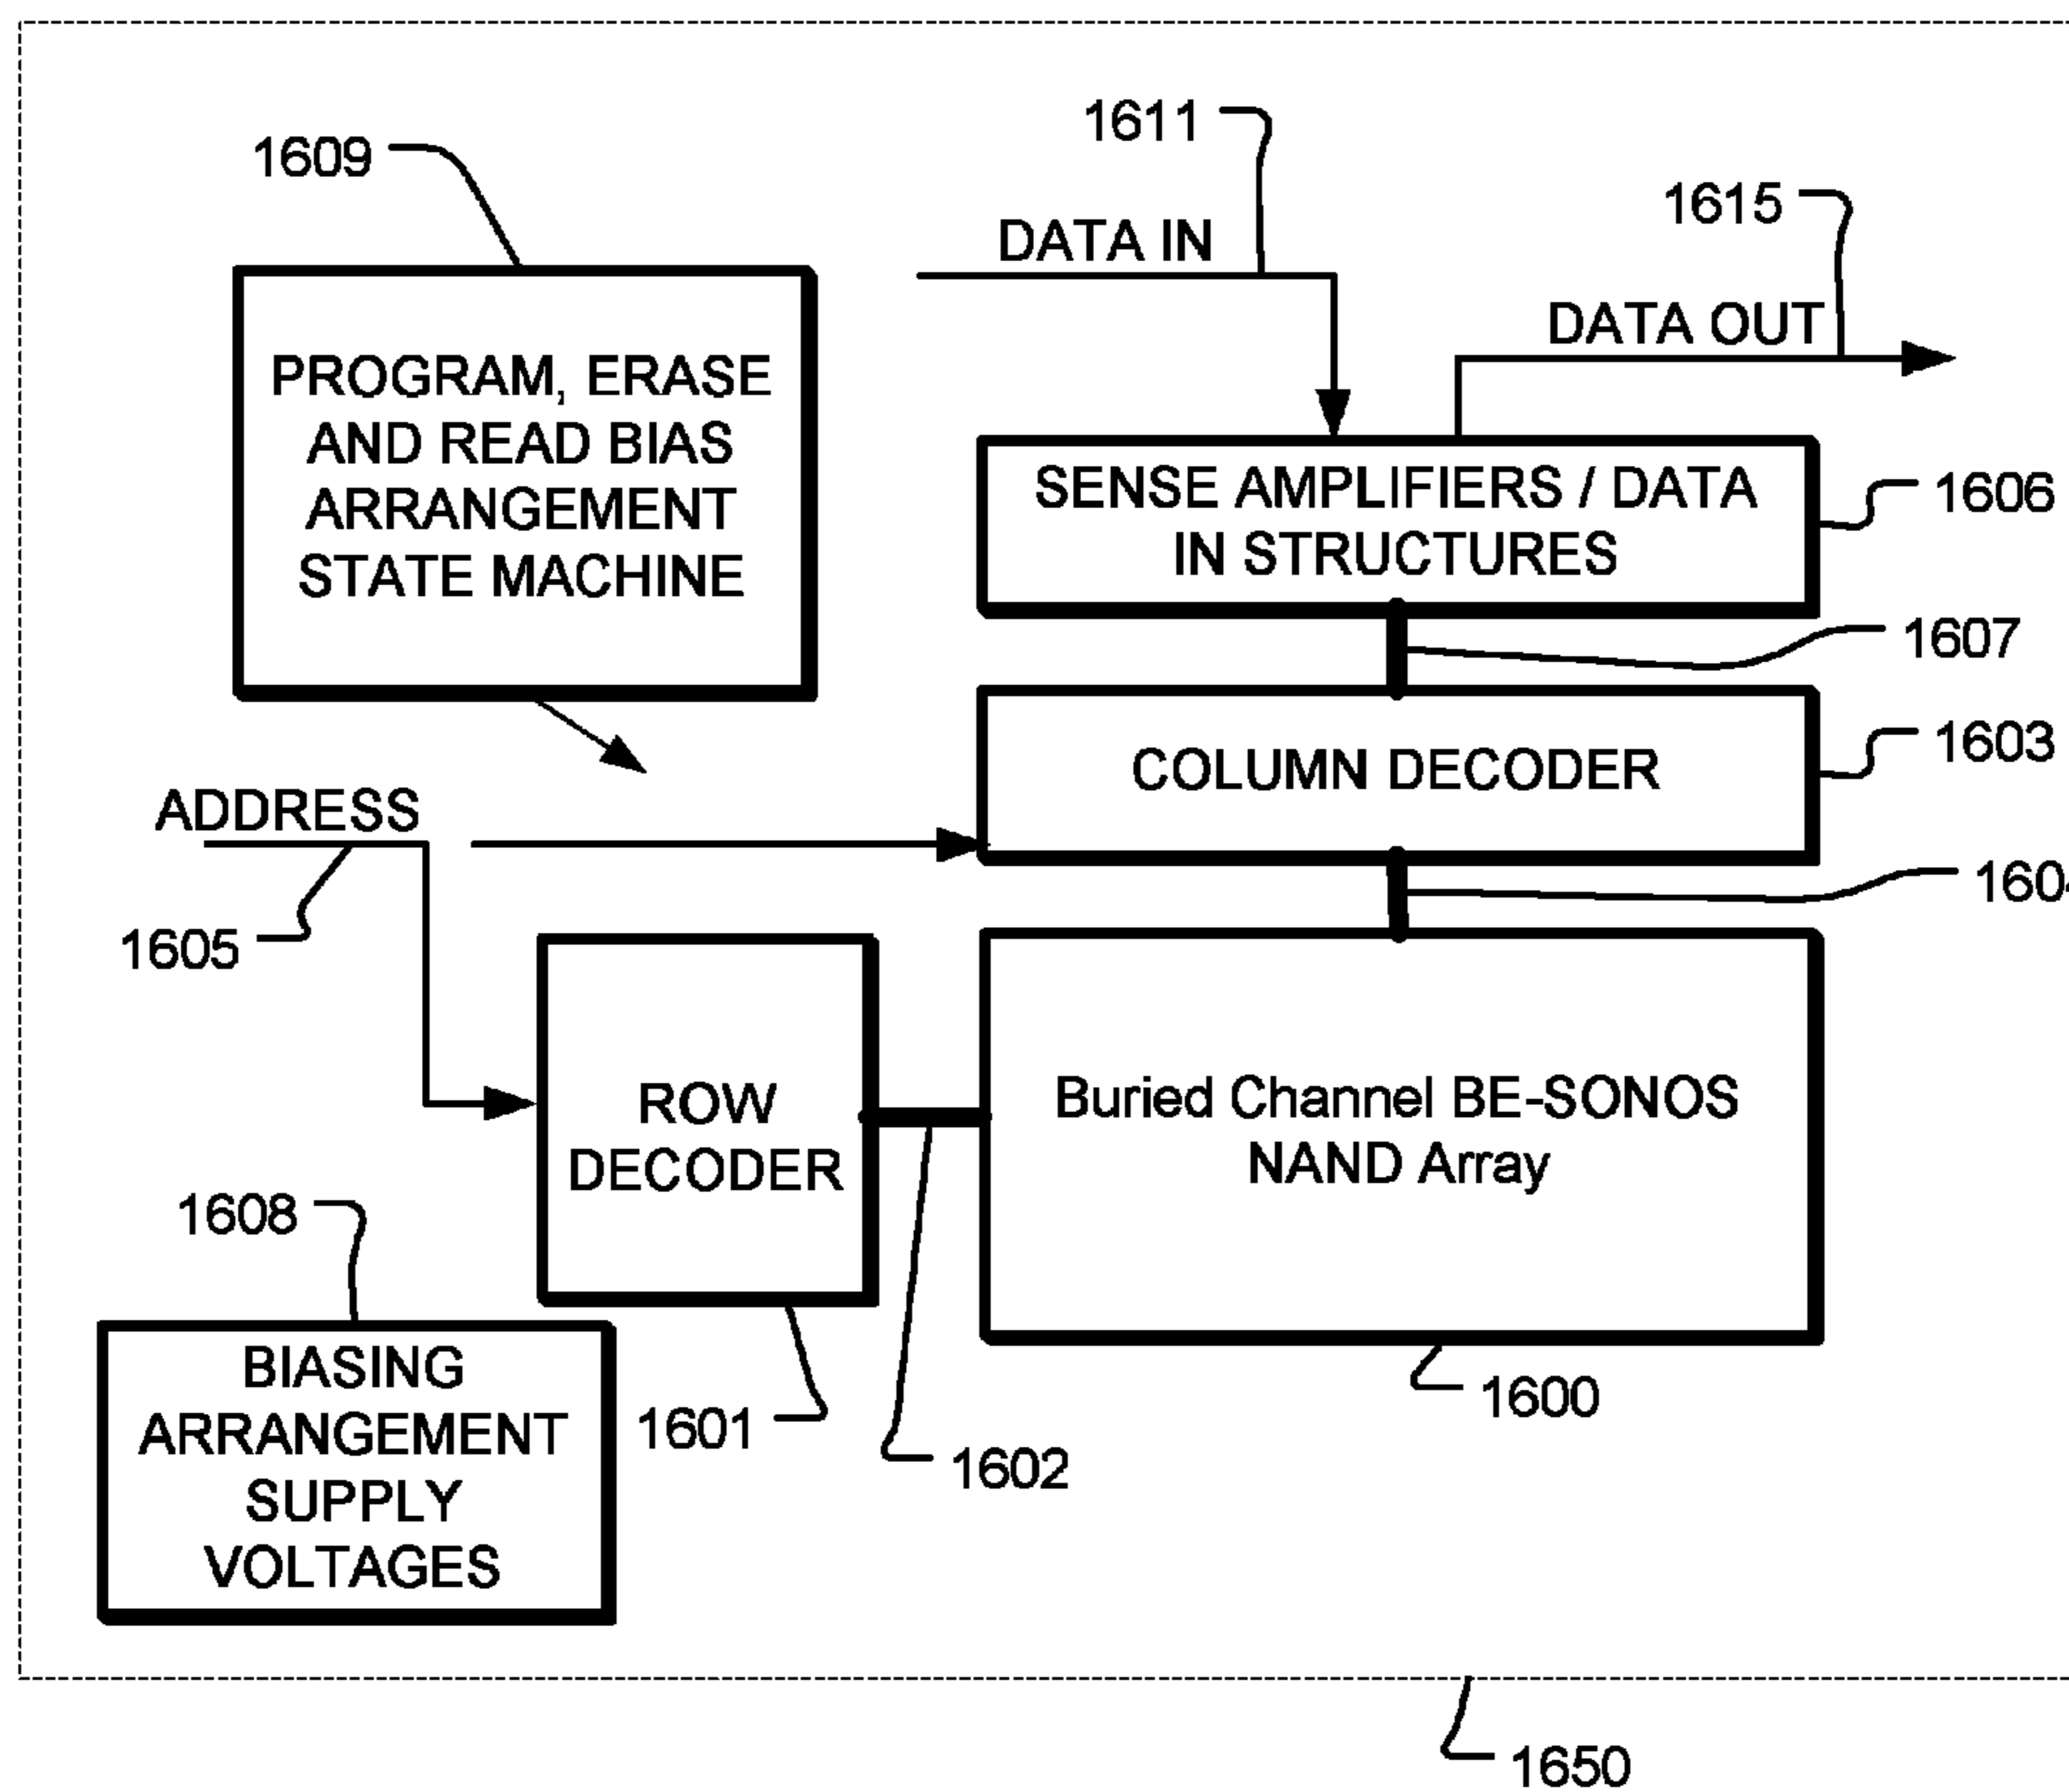 1611
1609
1615
DATA IN
DATA OUT
PROGRAM, ERASE
AND READ BIAS
ARRANGEMENT
STATE MACHINE
SENSE AMPLIFIERS / DATA
IN STRUCTURES
1606
1607
COLUMN DECODER
1603
ADDRESS
1605
ROW
DECODER
Buried Channel BE-SONOS
NAND Array
1608
BIASING
ARRANGEMENT
SUPPLY
VOLTAGES
1601
1602
1600
1650